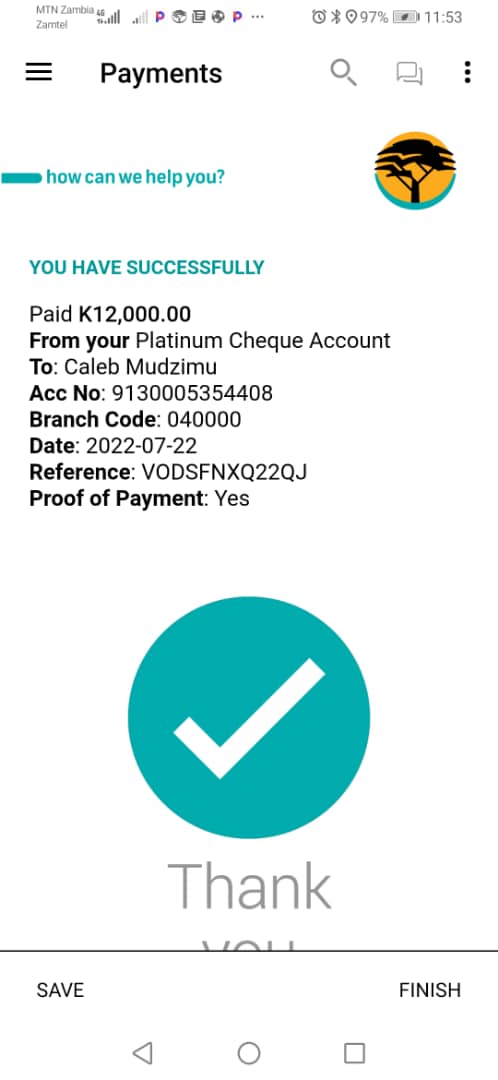 MTN Zambia 4G
Zamtel
97% 11:53
Payments
how can we help you?
YOU HAVE SUCCESSFULLY
Paid K12,000.00
From your Platinum Cheque Account
To: Caleb Mudzimu
Acc No: 9130005354408
Branch Code: 040000
Date: 2022-07-22
Reference: VODSFNXQ22QJ
Proof of Payment: Yes
Thank
you
SAVE
FINISH